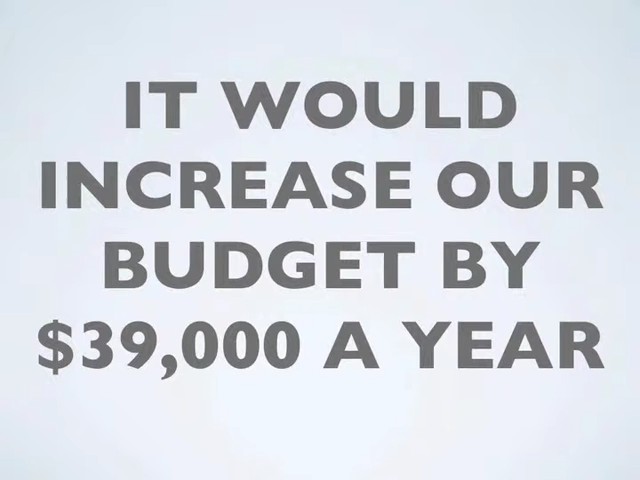 IT WOULD
INCREASE OUR
BUDGET BY
$39,000 A YEAR